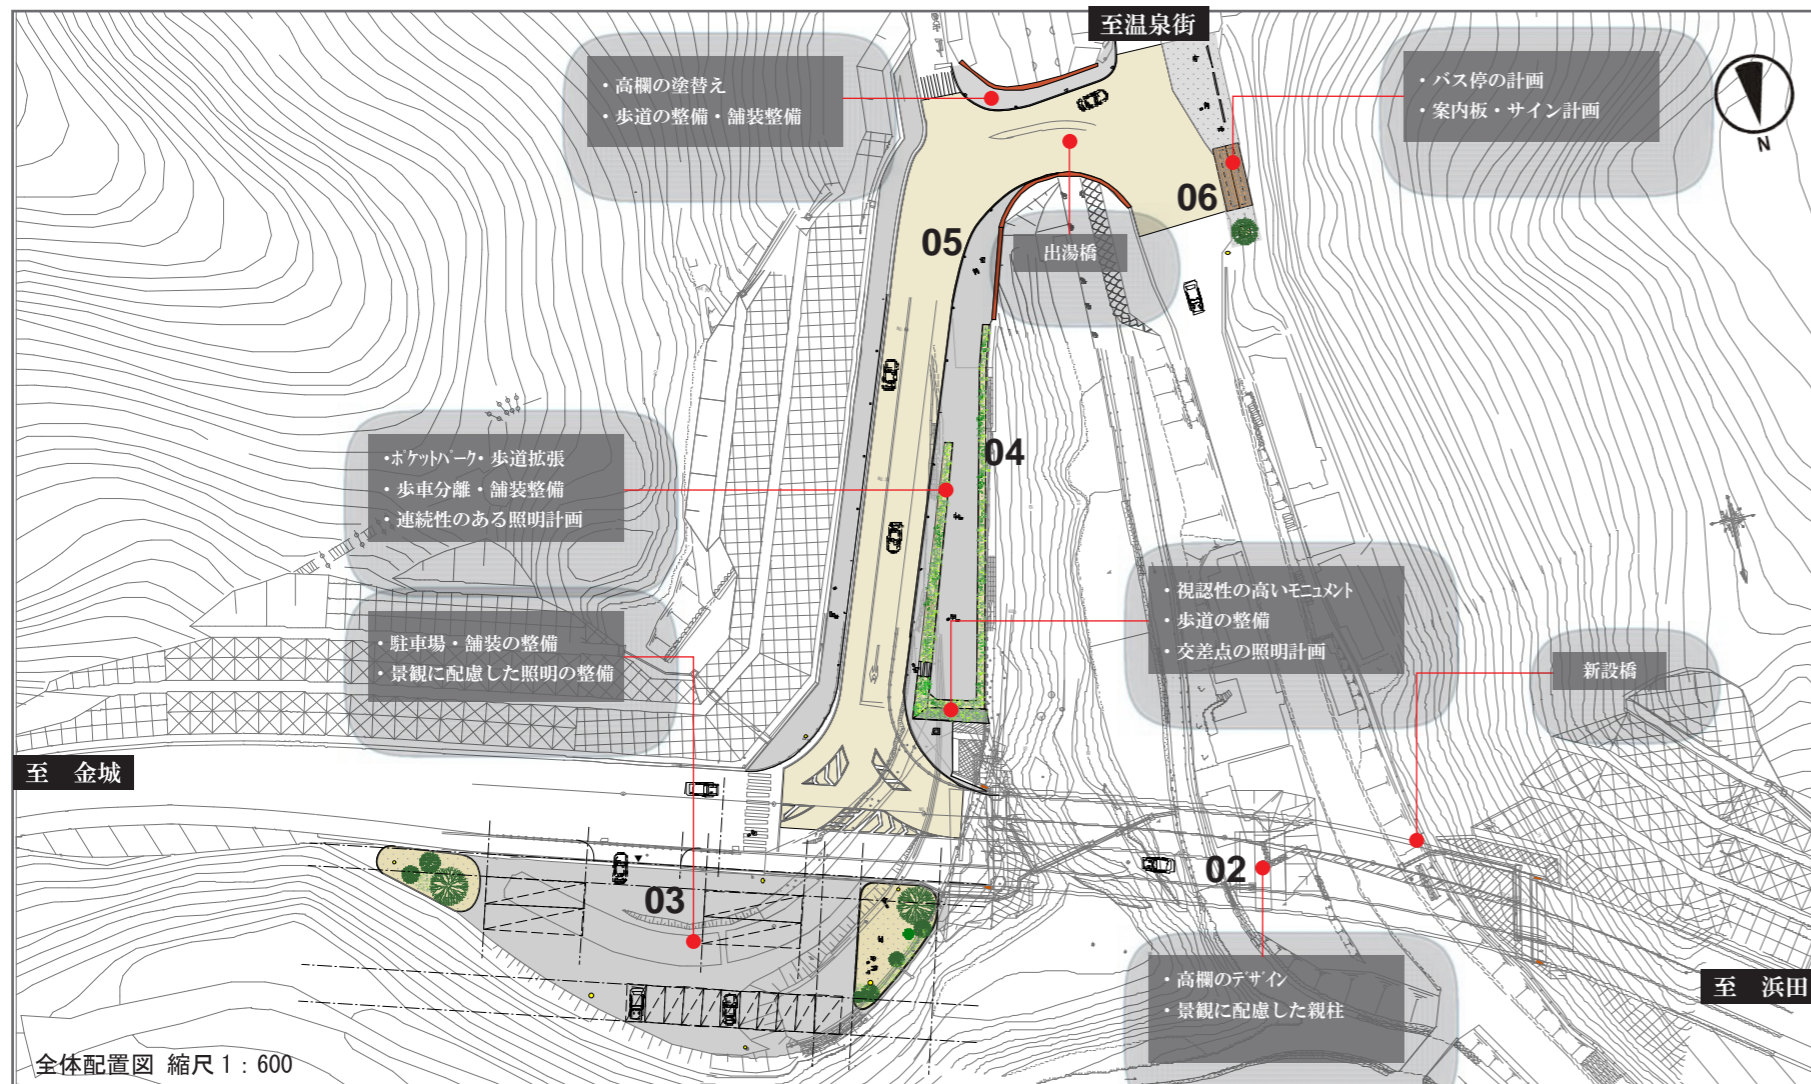 至温泉街
・高欄の塗替え
・歩道の整備・舗装整備
・バス停の計画
・案内板・サイン計画
N
06
05
出湯橋
04
・ポケットパーク・歩道拡張
・歩車分離・舗装整備
・連続性のある照明計画
・視認性の高いモニュメント
・歩道の整備
・交差点の照明計画
・駐車場・舗装の整備
・景観に配慮した照明の整備
新設橋
至 金城
02
03
・高欄のデザイン
・景観に配慮した親柱
至 浜田
全体配置図 縮尺 1：600